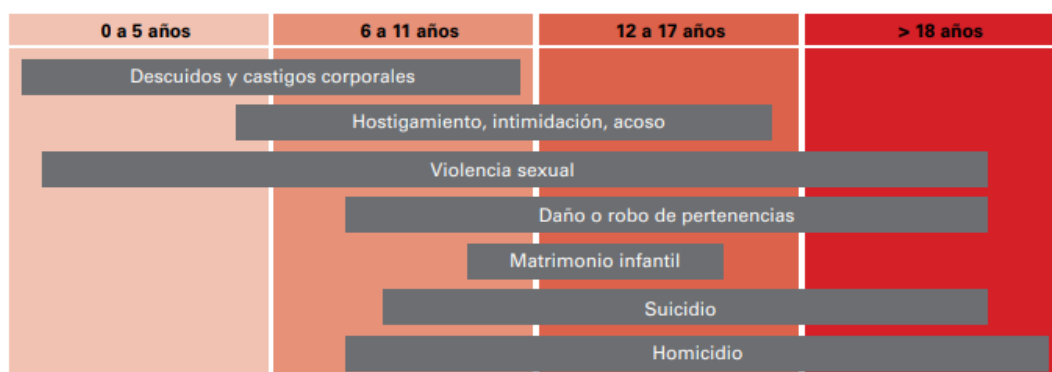 0 a 5 años
6 a 11 años
12 a 17 años
> 18 años
Descuidos y castigos corporales
Hostigamiento, intimidación, acoso
Violencia sexual
Daño o robo de pertenencias
Matrimonio infantil
Suicidio
Homicidio